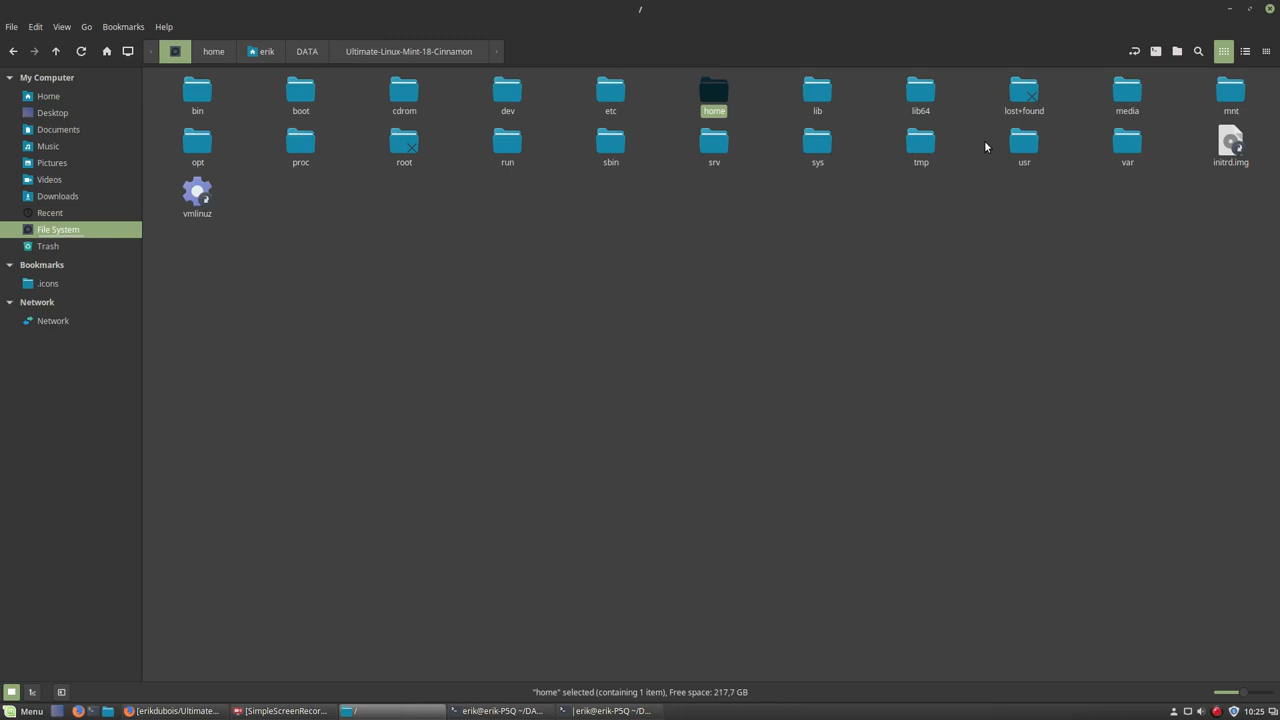 /
File Edit View Go Bookmarks Help
home erik DATA Ultimate-Linux-Mint-18-Cinnamon
My Computer
Home
Desktop
Documents
Music
Pictures
Videos
Downloads
Recent
File System
Trash
Bookmarks
.icons
Network
Network
bin boot cdrom dev etc home lib lib64 lost+found media mnt
opt proc root run sbin srv sys tmp usr var initrd.img
vmlinuz
"home" selected (containing 1 item), Free space: 217,7 GB
Menu [erikdubois/Ultimate... [SimpleScreenRecor... / erik@erik-P5Q ~/DA... [erik@erik-P5Q ~/D... 10:25